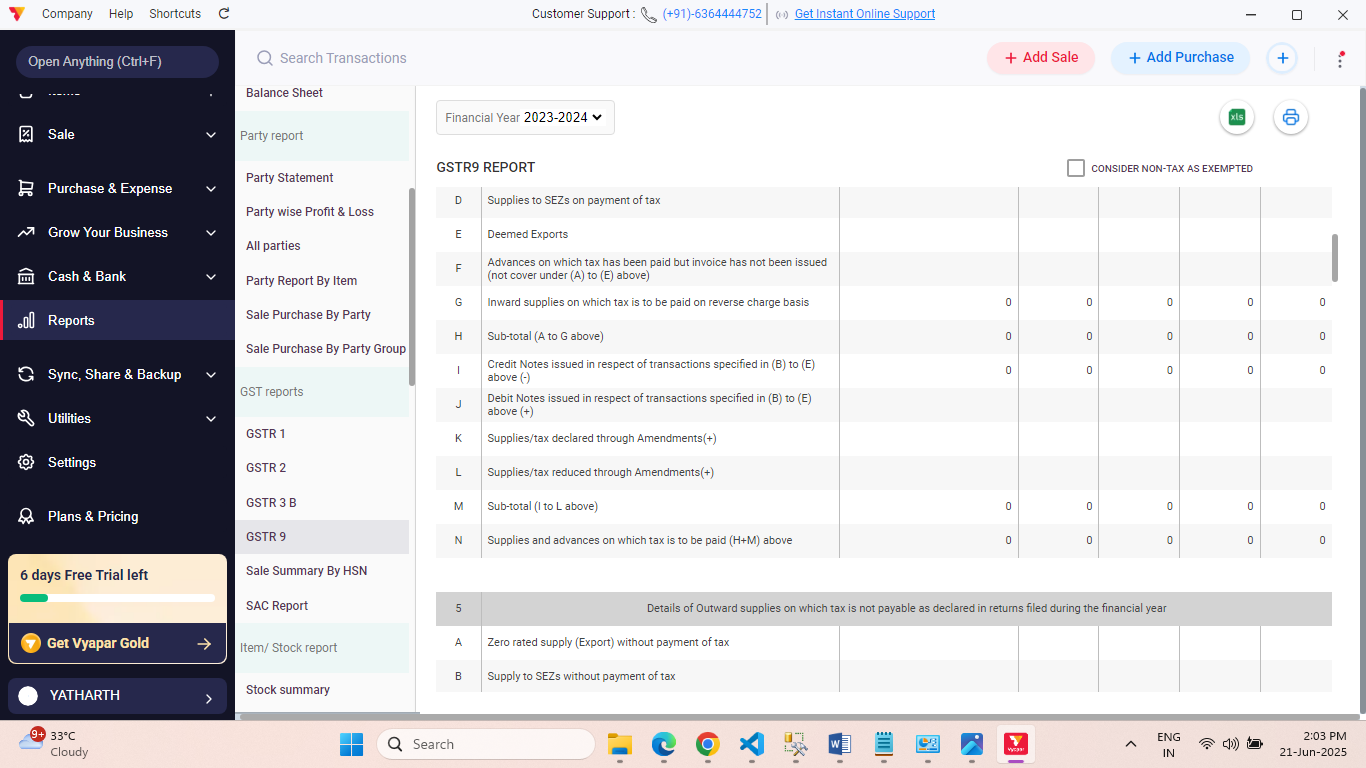 Company Help Shortcuts
Customer Support : (+91)-6364444752 Get Instant Online Support
Open Anything (Ctrl+F)
Search Transactions
+ Add Sale
+ Add Purchase
Sale
Purchase & Expense
Grow Your Business
Cash & Bank
Reports
Sync, Share & Backup
Utilities
Settings
Plans & Pricing
6 days Free Trial left
Get Vyapar Gold
YATHARTH
Balance Sheet
Party report
Party Statement
Party wise Profit & Loss
All parties
Party Report By Item
Sale Purchase By Party
Sale Purchase By Party Group
GST reports
GSTR 1
GSTR 2
GSTR 3 B
GSTR 9
Sale Summary By HSN
SAC Report
Item/ Stock report
Stock summary
Financial Year 2023-2024
xls
GSTR9 REPORT
CONSIDER NON-TAX AS EXEMPTED
D Supplies to SEZs on payment of tax
E Deemed Exports
F Advances on which tax has been paid but invoice has not been issued
(not cover under (A) to (E) above)
G Inward supplies on which tax is to be paid on reverse charge basis 0 0 0 0 0
H Sub-total (A to G above) 0 0 0 0 0
I Credit Notes issued in respect of transactions specified in (B) to (E) 0 0 0 0 0
above (-)
J Debit Notes issued in respect of transactions specified in (B) to (E)
above (+)
K Supplies/tax declared through Amendments(+)
L Supplies/tax reduced through Amendments(+)
M Sub-total (I to L above) 0 0 0 0 0
N Supplies and advances on which tax is to be paid (H+M) above 0 0 0 0 0
5 Details of Outward supplies on which tax is not payable as declared in returns filed during the financial year
A Zero rated supply (Export) without payment of tax
B Supply to SEZs without payment of tax
9+
33°C
Cloudy
Search
Vyapar
ENG
IN
2:03 PM
21-Jun-2025